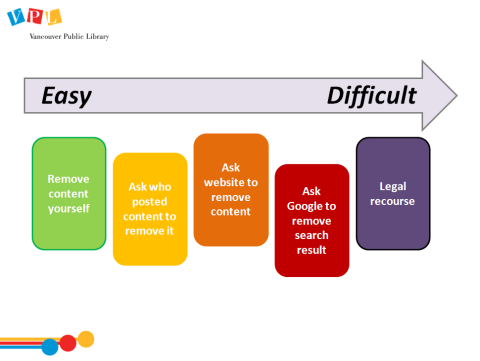 VPL
Vancouver Public Library
Easy
Difficult
Remove
content
yourself
Ask who
posted
content to
remove it
Ask
website to
remove
content
Ask
Google to
remove
search
result
Legal
recourse